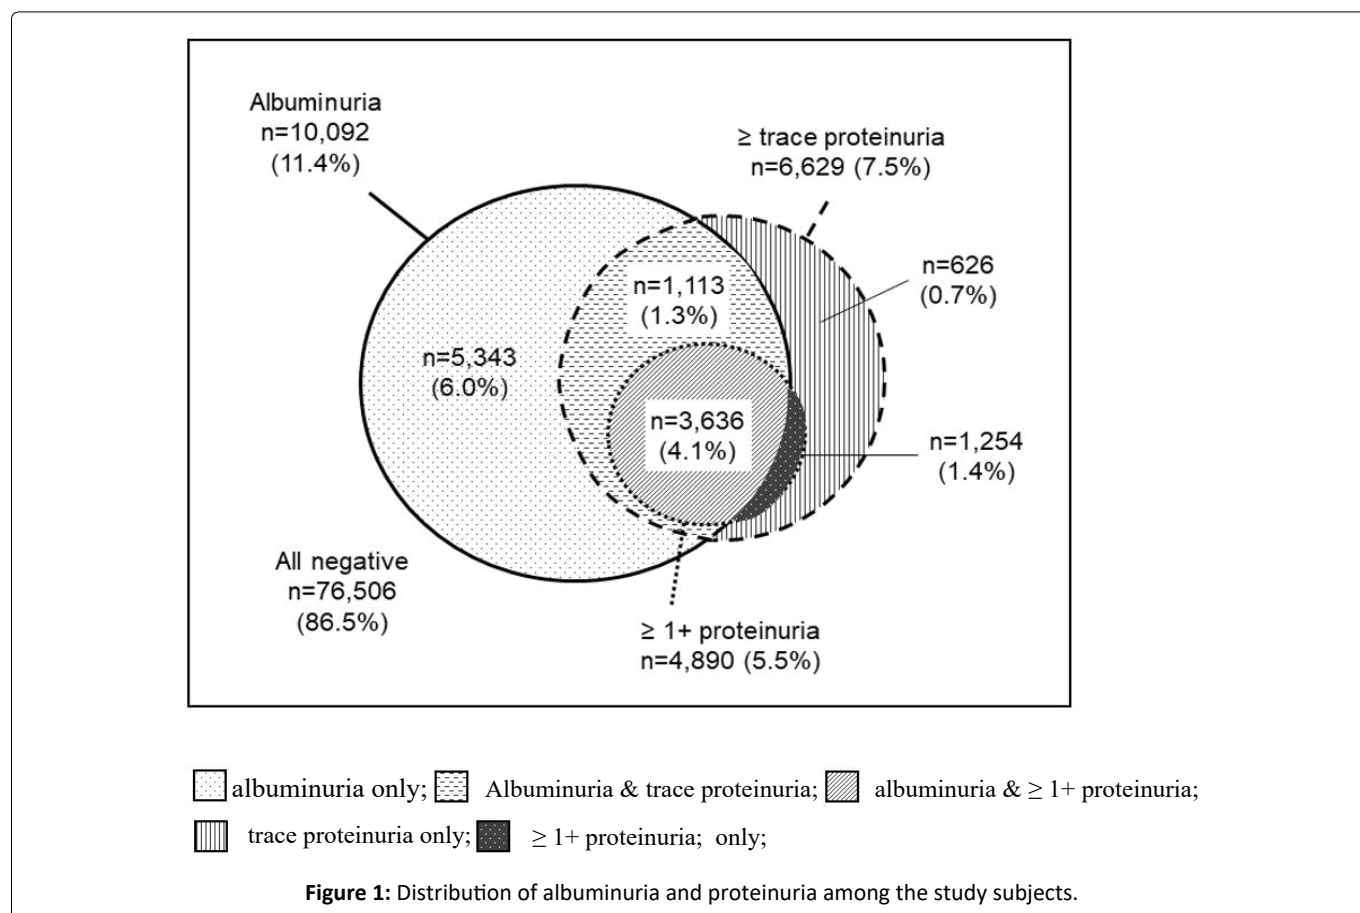 Albuminuria
n=10,092
(11.4%)
≥ trace proteinuria
n=6,629 (7.5%)
n=626
(0.7%)
n=1,113
(1.3%)
n=5,343
(6.0%)
n=3,636
(4.1%)
n=1,254
(1.4%)
All negative
n=76,506
(86.5%)
≥ 1+ proteinuria
n=4,890 (5.5%)
albuminuria only; Albuminuria & trace proteinuria; albuminuria & ≥ 1+ proteinuria;
trace proteinuria only; ≥ 1+ proteinuria; only;
Figure 1: Distribution of albuminuria and proteinuria among the study subjects.